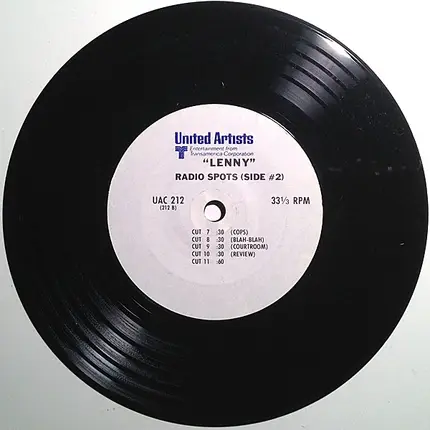 United Artists
Entertainment from
Transamerica Corporation
"LENNY"
RADIO SPOTS (SIDE #2)
UAC 212 33⅓ RPM
(212 B)
CUT 7 :30 (COPS)
CUT 8 :30 (BLAH-BLAH)
CUT 9 :30 (COURTROOM)
CUT 10 :30 (REVIEW)
CUT 11 :60